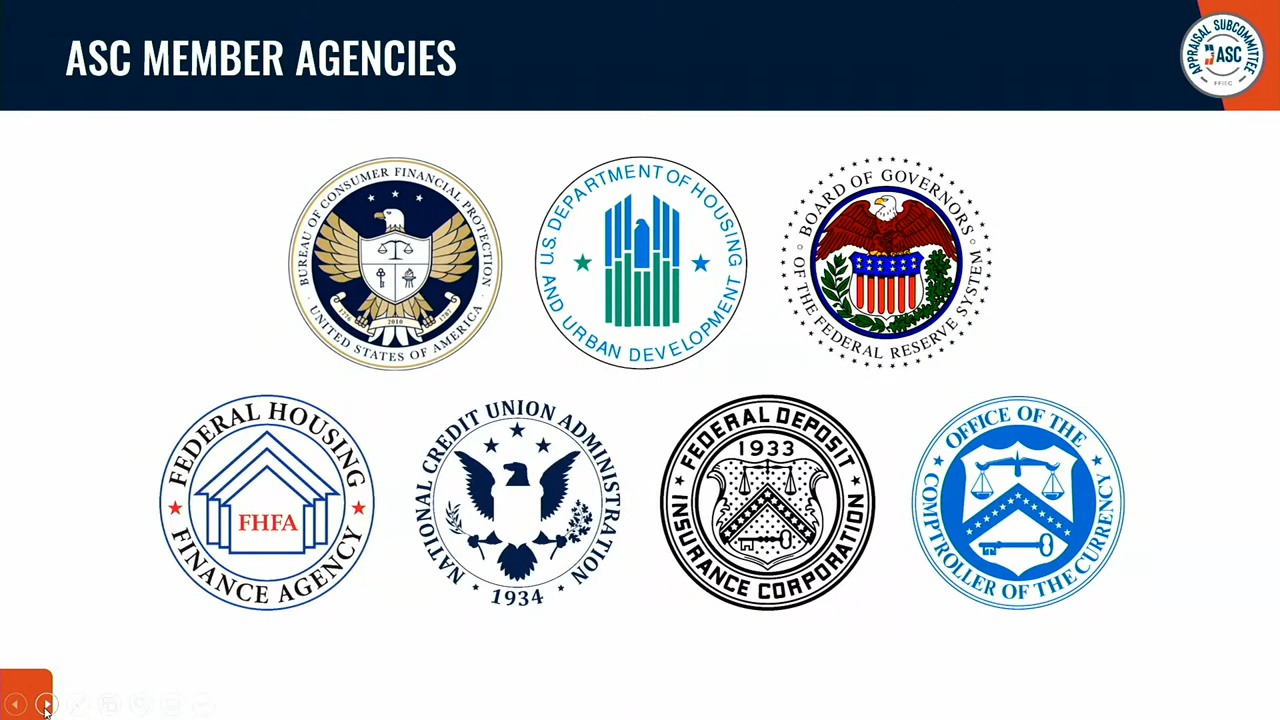 ASC MEMBER AGENCIES
APPRAISAL SUBCOMMITTEE
ASC
FFIEC
BUREAU OF CONSUMER FINANCIAL PROTECTION
UNITED STATES OF AMERICA
1776
2010
1787
U.S. DEPARTMENT OF HOUSING
AND URBAN DEVELOPMENT
BOARD OF GOVERNORS
OF THE FEDERAL RESERVE SYSTEM
FEDERAL HOUSING
FHFA
FINANCE AGENCY
NATIONAL CREDIT UNION ADMINISTRATION
1934
FEDERAL DEPOSIT
1933
INSURANCE CORPORATION
OFFICE OF THE
COMPTROLLER OF THE CURRENCY